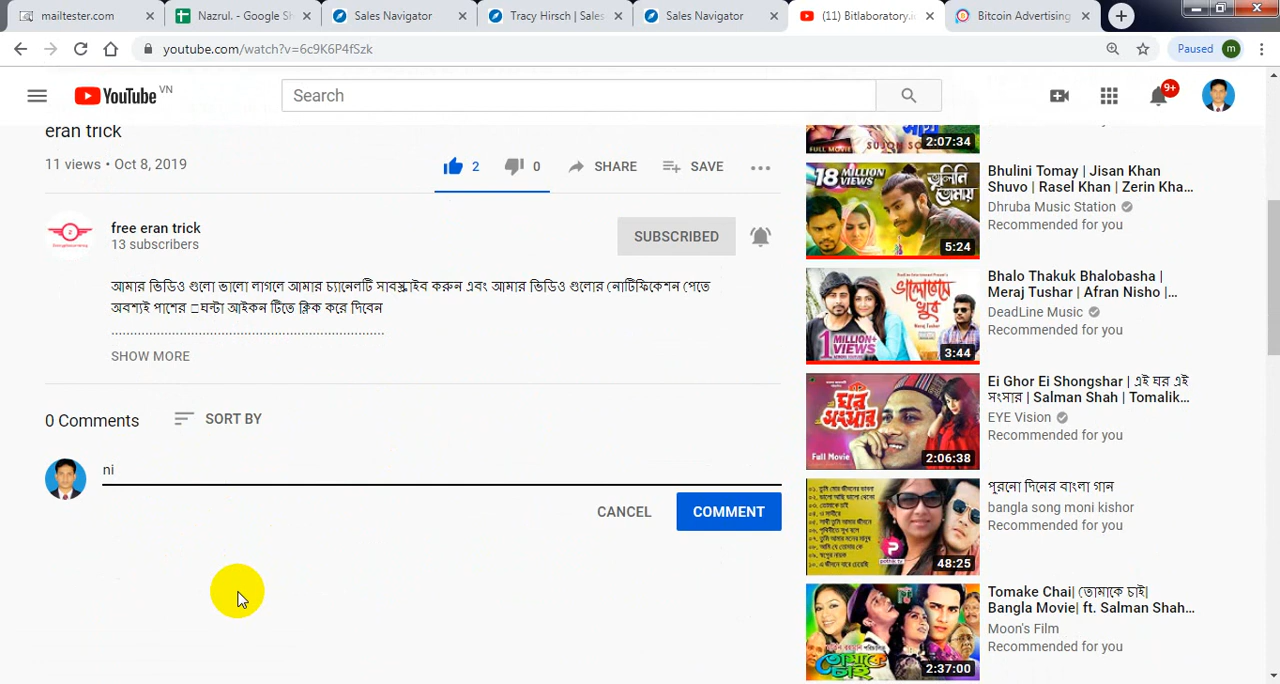 mailtester.com
Nazrul. - Google Sh
Sales Navigator
Tracy Hirsch | Sales
Sales Navigator
(11) Bitlaboratory.i
Bitcoin Advertising
youtube.com/watch?v=6c9K6P4fSzk
Paused
m
YouTube VN
Search
9+
eran trick
11 views • Oct 8, 2019
2
0
SHARE
SAVE
free eran trick
13 subscribers
SUBSCRIBED
আমার ভিডিও গুলো ভাল লাগলে আমার চ্যানেলটি সাবস্ক্রাইব করুন এবং আমার ভিডিও গুলোর নোটিফিকেশন পেতে
অবশ্যই পাশের ঘন্টা আইকন টিতে ক্লিক করে দিবেন
SHOW MORE
0 Comments
SORT BY
ni
CANCEL
COMMENT
FULL MOVIE
2:07:34
18 MILLION
VIEWS
ভুলিনি
তোমায়
5:24
Bhulini Tomay | Jisan Khan
Shuvo | Rasel Khan | Zerin Kha...
Dhruba Music Station
Recommended for you
1 MILLION+
VIEWS
3:44
Bhalo Thakuk Bhalobasha |
Meraj Tushar | Afran Nisho |...
DeadLine Music
Recommended for you
এই ঘর
সংসার
Full Movie
2:06:38
Ei Ghor Ei Shongshar | এই ঘর এই
সংসার | Salman Shah | Tomalik...
EYE Vision
Recommended for you
48:25
পুরনো দিনের বাংলা গান
bangla song moni kishor
Recommended for you
তোমাকে চাই
2:37:00
Tomake Chai| তোমাকে চাই|
Bangla Movie| ft. Salman Shah...
Moon's Film
Recommended for you